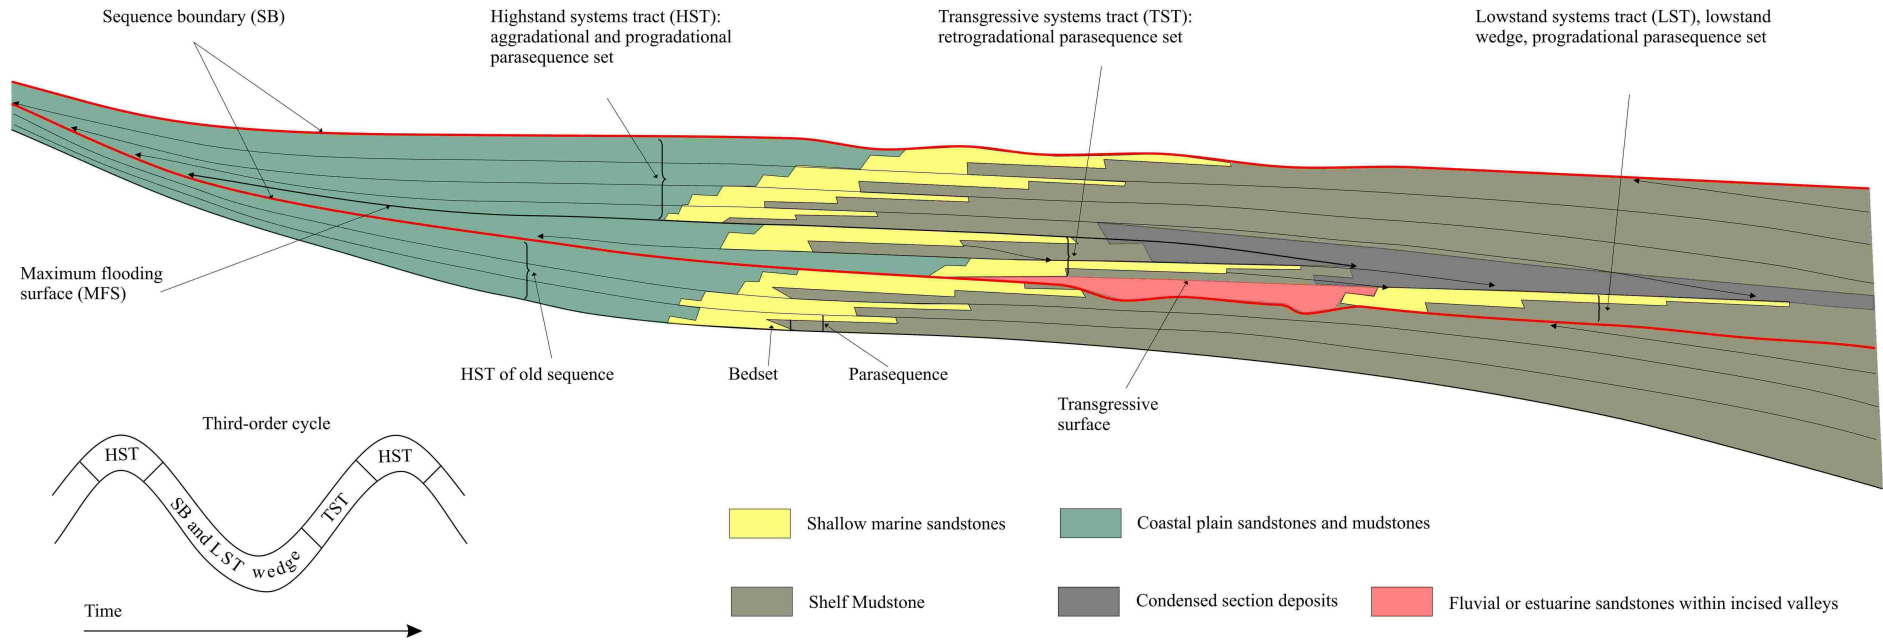 Sequence boundary (SB)
Highstand systems tract (HST):
aggradational and progradational
parasequence set
Transgressive systems tract (TST):
retrogradational parasequence set
Lowstand systems tract (LST), lowstand
wedge, progradational parasequence set
Maximum flooding
surface (MFS)
HST of old sequence
Bedset
Parasequence
Transgressive
surface
Third-order cycle
HST
SB and LST wedge
TST
HST
Time
Shallow marine sandstones
Coastal plain sandstones and mudstones
Shelf Mudstone
Condensed section deposits
Fluvial or estuarine sandstones within incised valleys